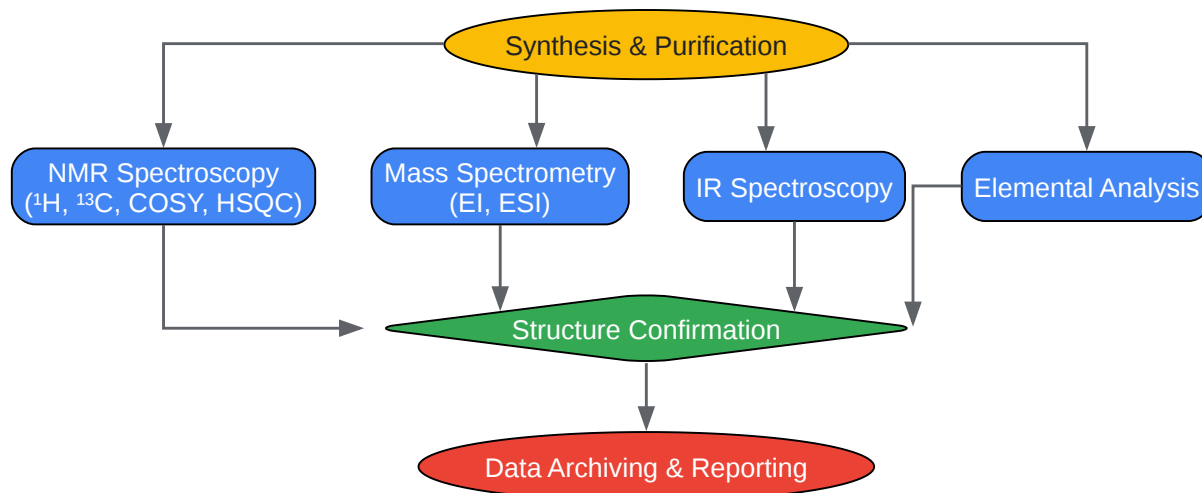 Synthesis & Purification
NMR Spectroscopy
(¹H, ¹³C, COSY, HSQC)
Mass Spectrometry
(EI, ESI)
IR Spectroscopy
Elemental Analysis
Structure Confirmation
Data Archiving & Reporting